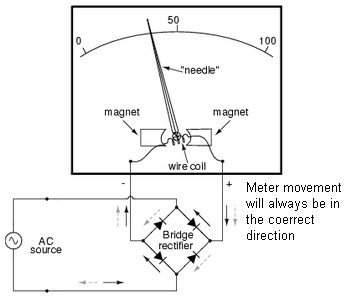 50
0
100
"needle"
magnet
magnet
wire coil
-
+
Meter movement
will always be in
the coerrect
direction
Bridge
rectifier
AC
source